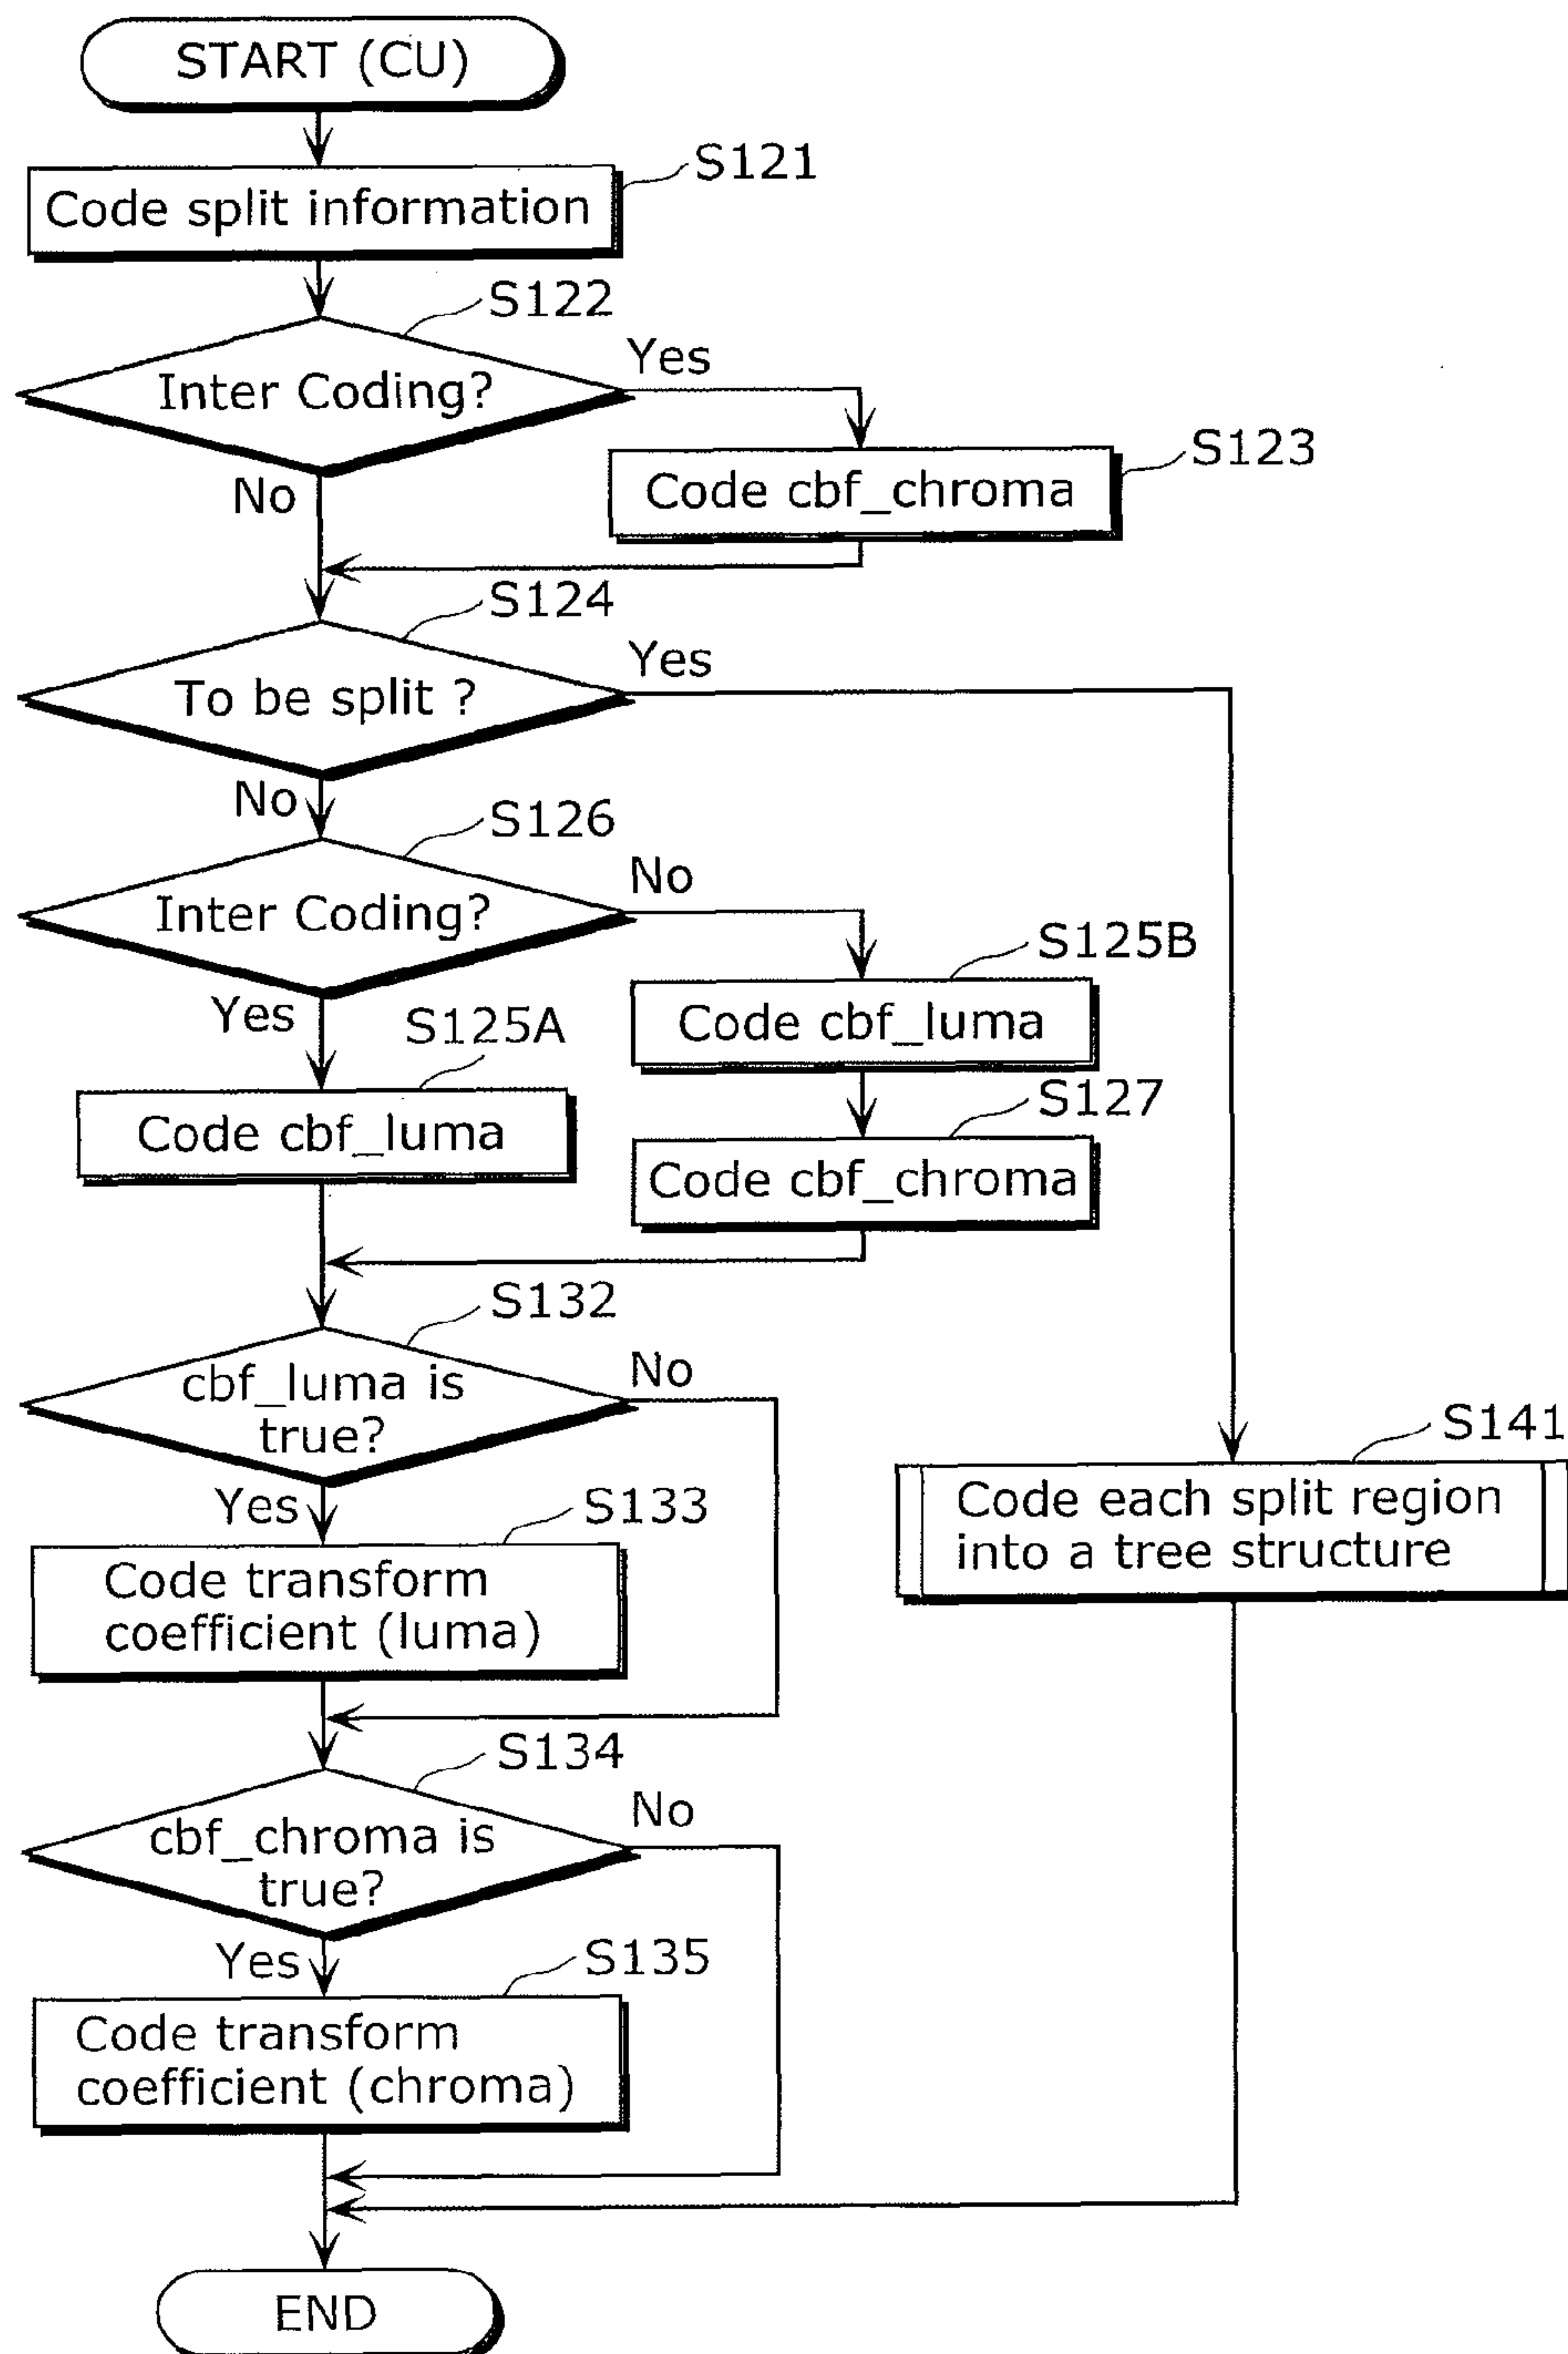 START (CU)
S121
Code split information
S122
Inter Coding?
Yes
No
S123
Code cbf_chroma
S124
To be split ?
Yes
No
S126
Inter Coding?
No
Yes
S125B
Code cbf_luma
S125A
Code cbf_luma
S127
Code cbf_chroma
S132
cbf_luma is
true?
No
Yes
S141
Code each split region
into a tree structure
S133
Code transform
coefficient (luma)
S134
cbf_chroma is
true?
No
Yes
S135
Code transform
coefficient (chroma)
END